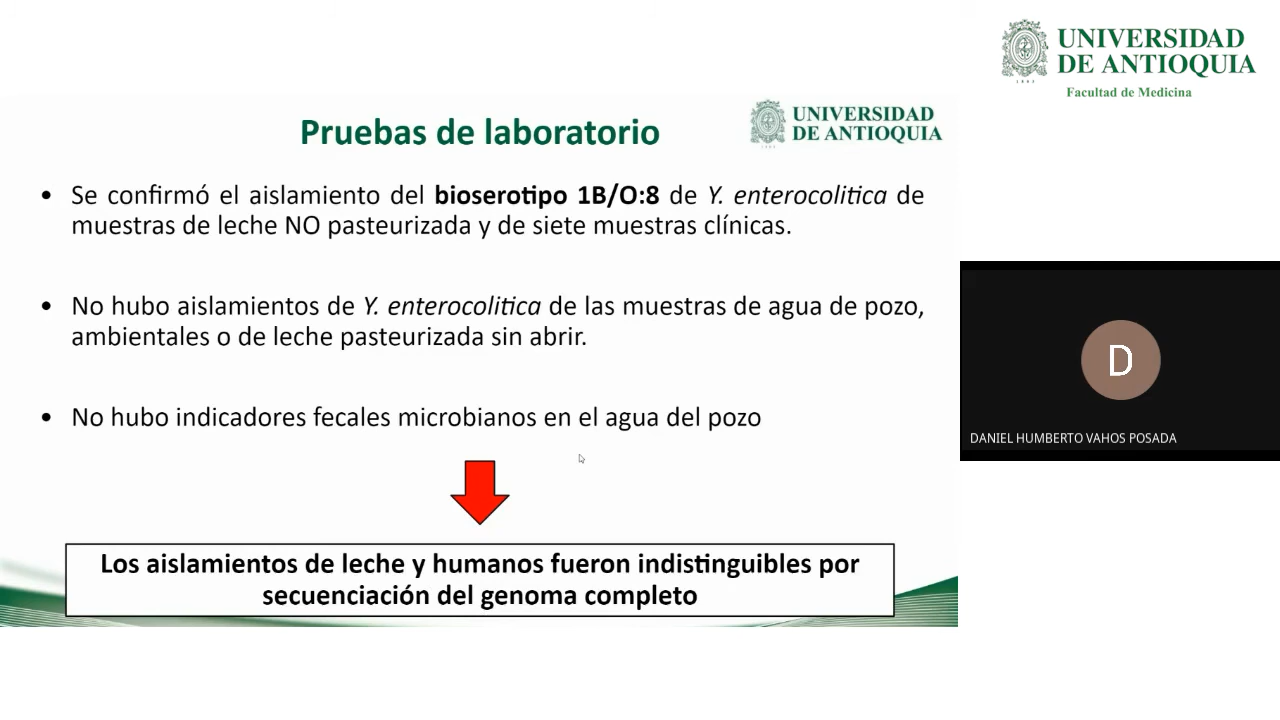 UNIVERSIDAD
DE ANTIOQUIA
Facultad de Medicina
Pruebas de laboratorio
UNIVERSIDAD
DE ANTIOQUIA
• Se confirmó el aislamiento del bioserotipo 1B/O:8 de Y. enterocolitica de
muestras de leche NO pasteurizada y de siete muestras clínicas.
• No hubo aislamientos de Y. enterocolitica de las muestras de agua de pozo,
ambientales o de leche pasteurizada sin abrir.
• No hubo indicadores fecales microbianos en el agua del pozo
Los aislamientos de leche y humanos fueron indistinguibles por
secuenciación del genoma completo
D
DANIEL HUMBERTO VAHOS POSADA